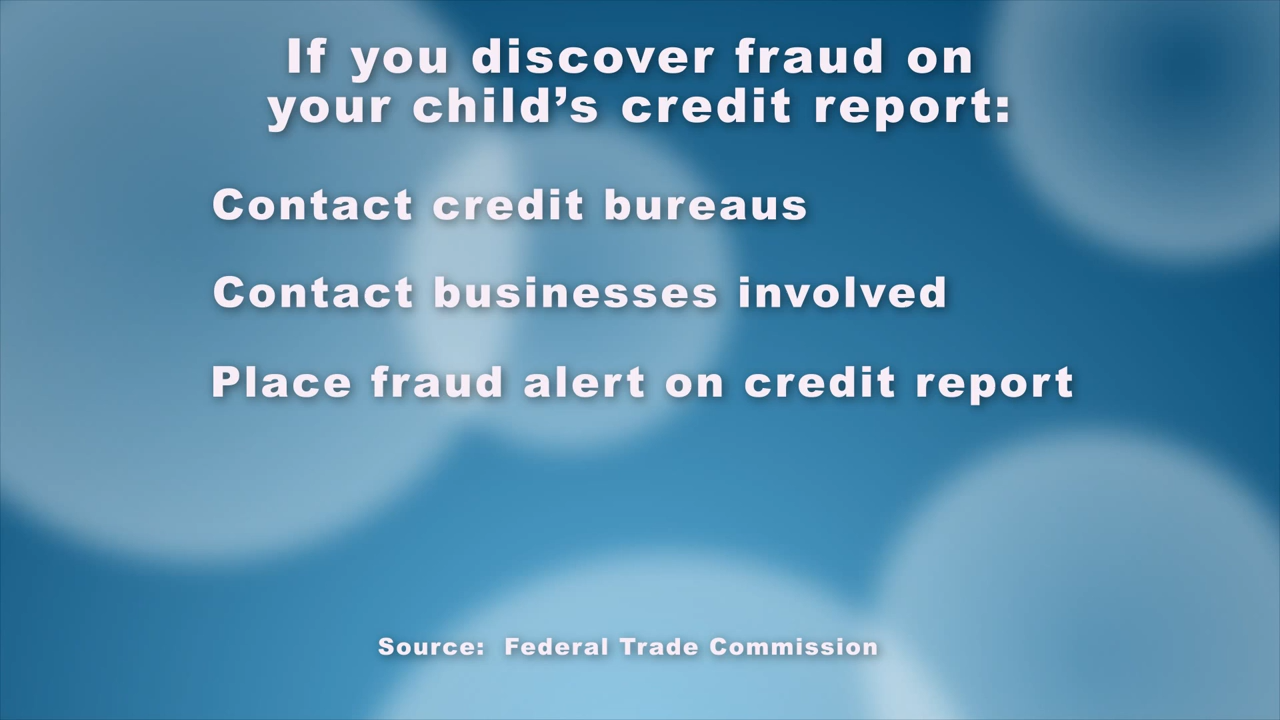 If you discover fraud on
your child’s credit report:
Contact credit bureaus
Contact businesses involved
Place fraud alert on credit report
Source: Federal Trade Commission